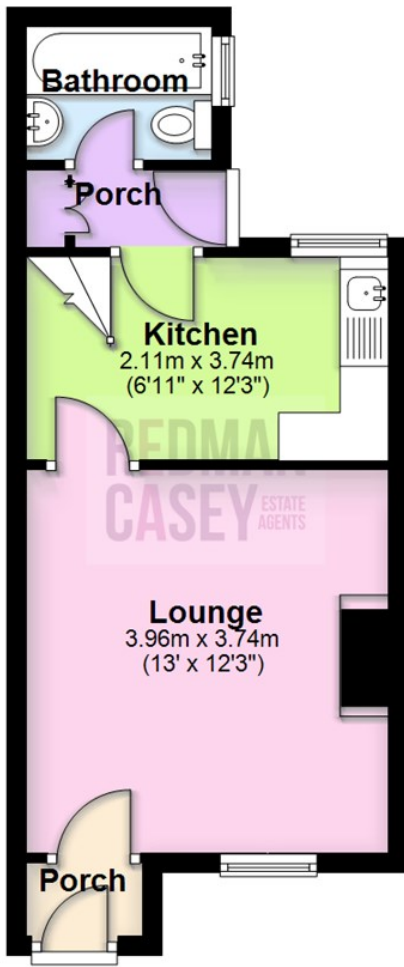 Bathroom
Porch
Kitchen
2.11m x 3.74m
(6'11" x 12'3")
REDMAN
CASEY ESTATE
AGENTS
Lounge
3.96m x 3.74m
(13' x 12'3")
Porch